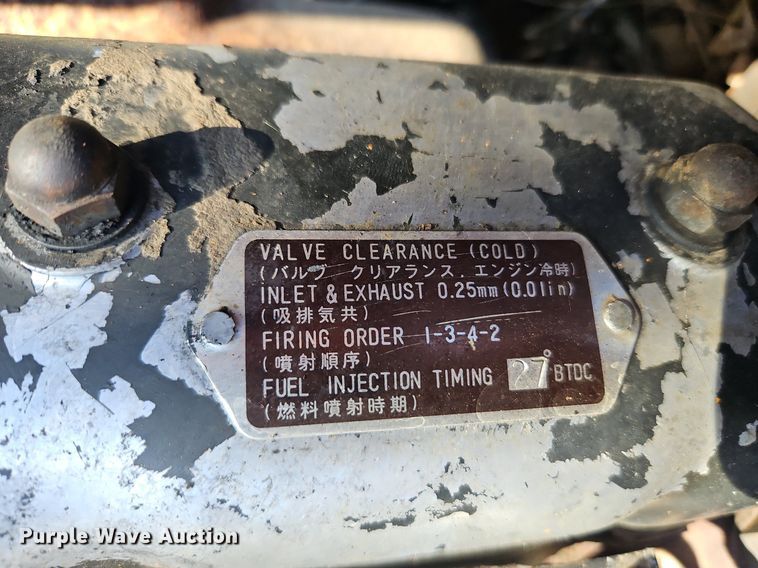 VALVE CLEARANCE (COLD)
(バルブ クリアランス.エンジン冷時)
INLET & EXHAUST 0.25mm (0.01in)
(吸排気共)
FIRING ORDER 1-3-4-2
(噴射順序)
FUEL INJECTION TIMING 27° BTDC
(燃料噴射時期)
Purple Wave Auction